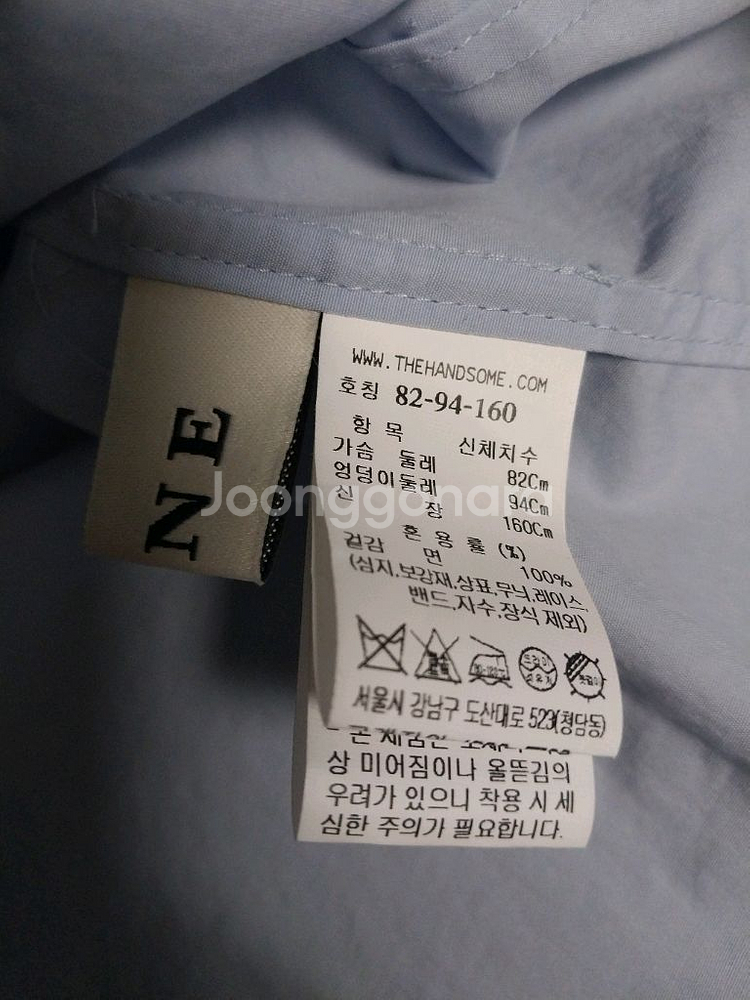 NE
WWW.THEHANDSOME.COM
호칭 82-94-160
항 목 신체치수
가슴 둘레 82Cm
엉덩이둘레 94Cm
신 장 160Cm
혼 용 률 (%)
겉감 면 100%
(심지,보강재,상표,무늬,레이스,
밴드,자수,장식 제외)
서울시 강남구 도산대로 523(청담동)
상 미어짐이나 올뜯김의
우려가 있으니 착용 시 세
심한 주의가 필요합니다.
Joonggonara